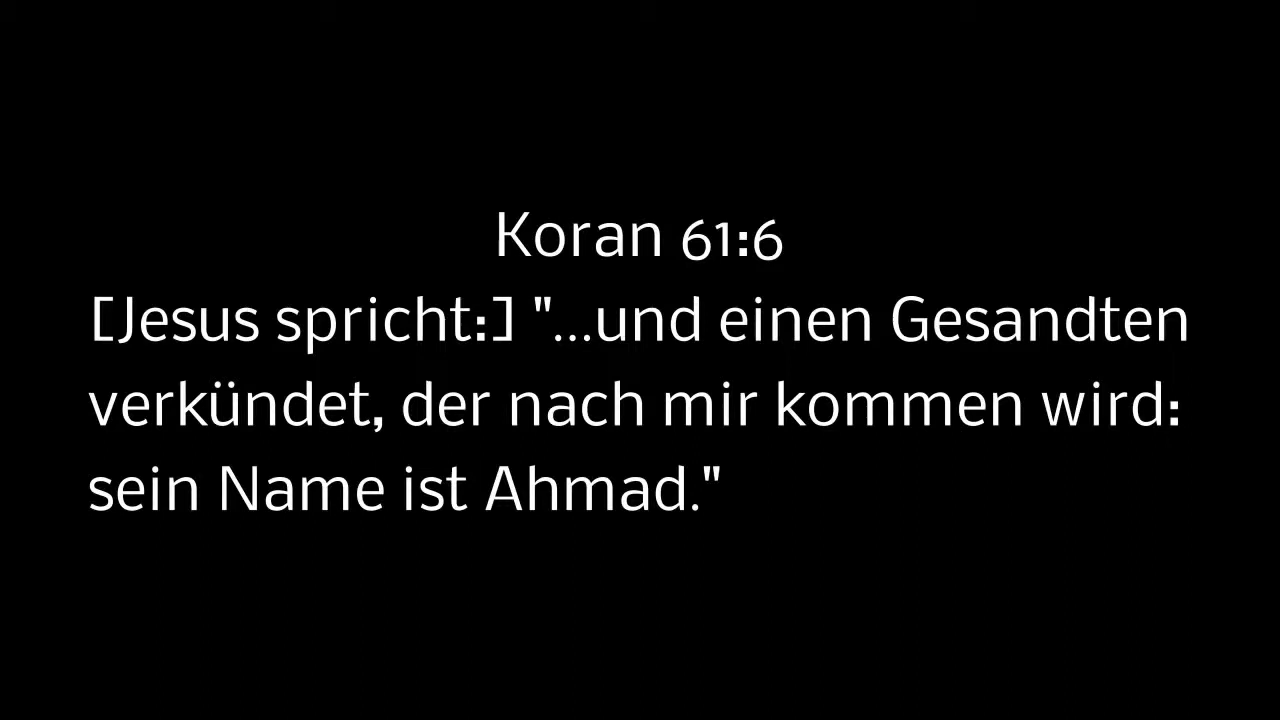 Koran 61:6
[Jesus spricht:] "...und einen Gesandten
verkündet, der nach mir kommen wird:
sein Name ist Ahmad."